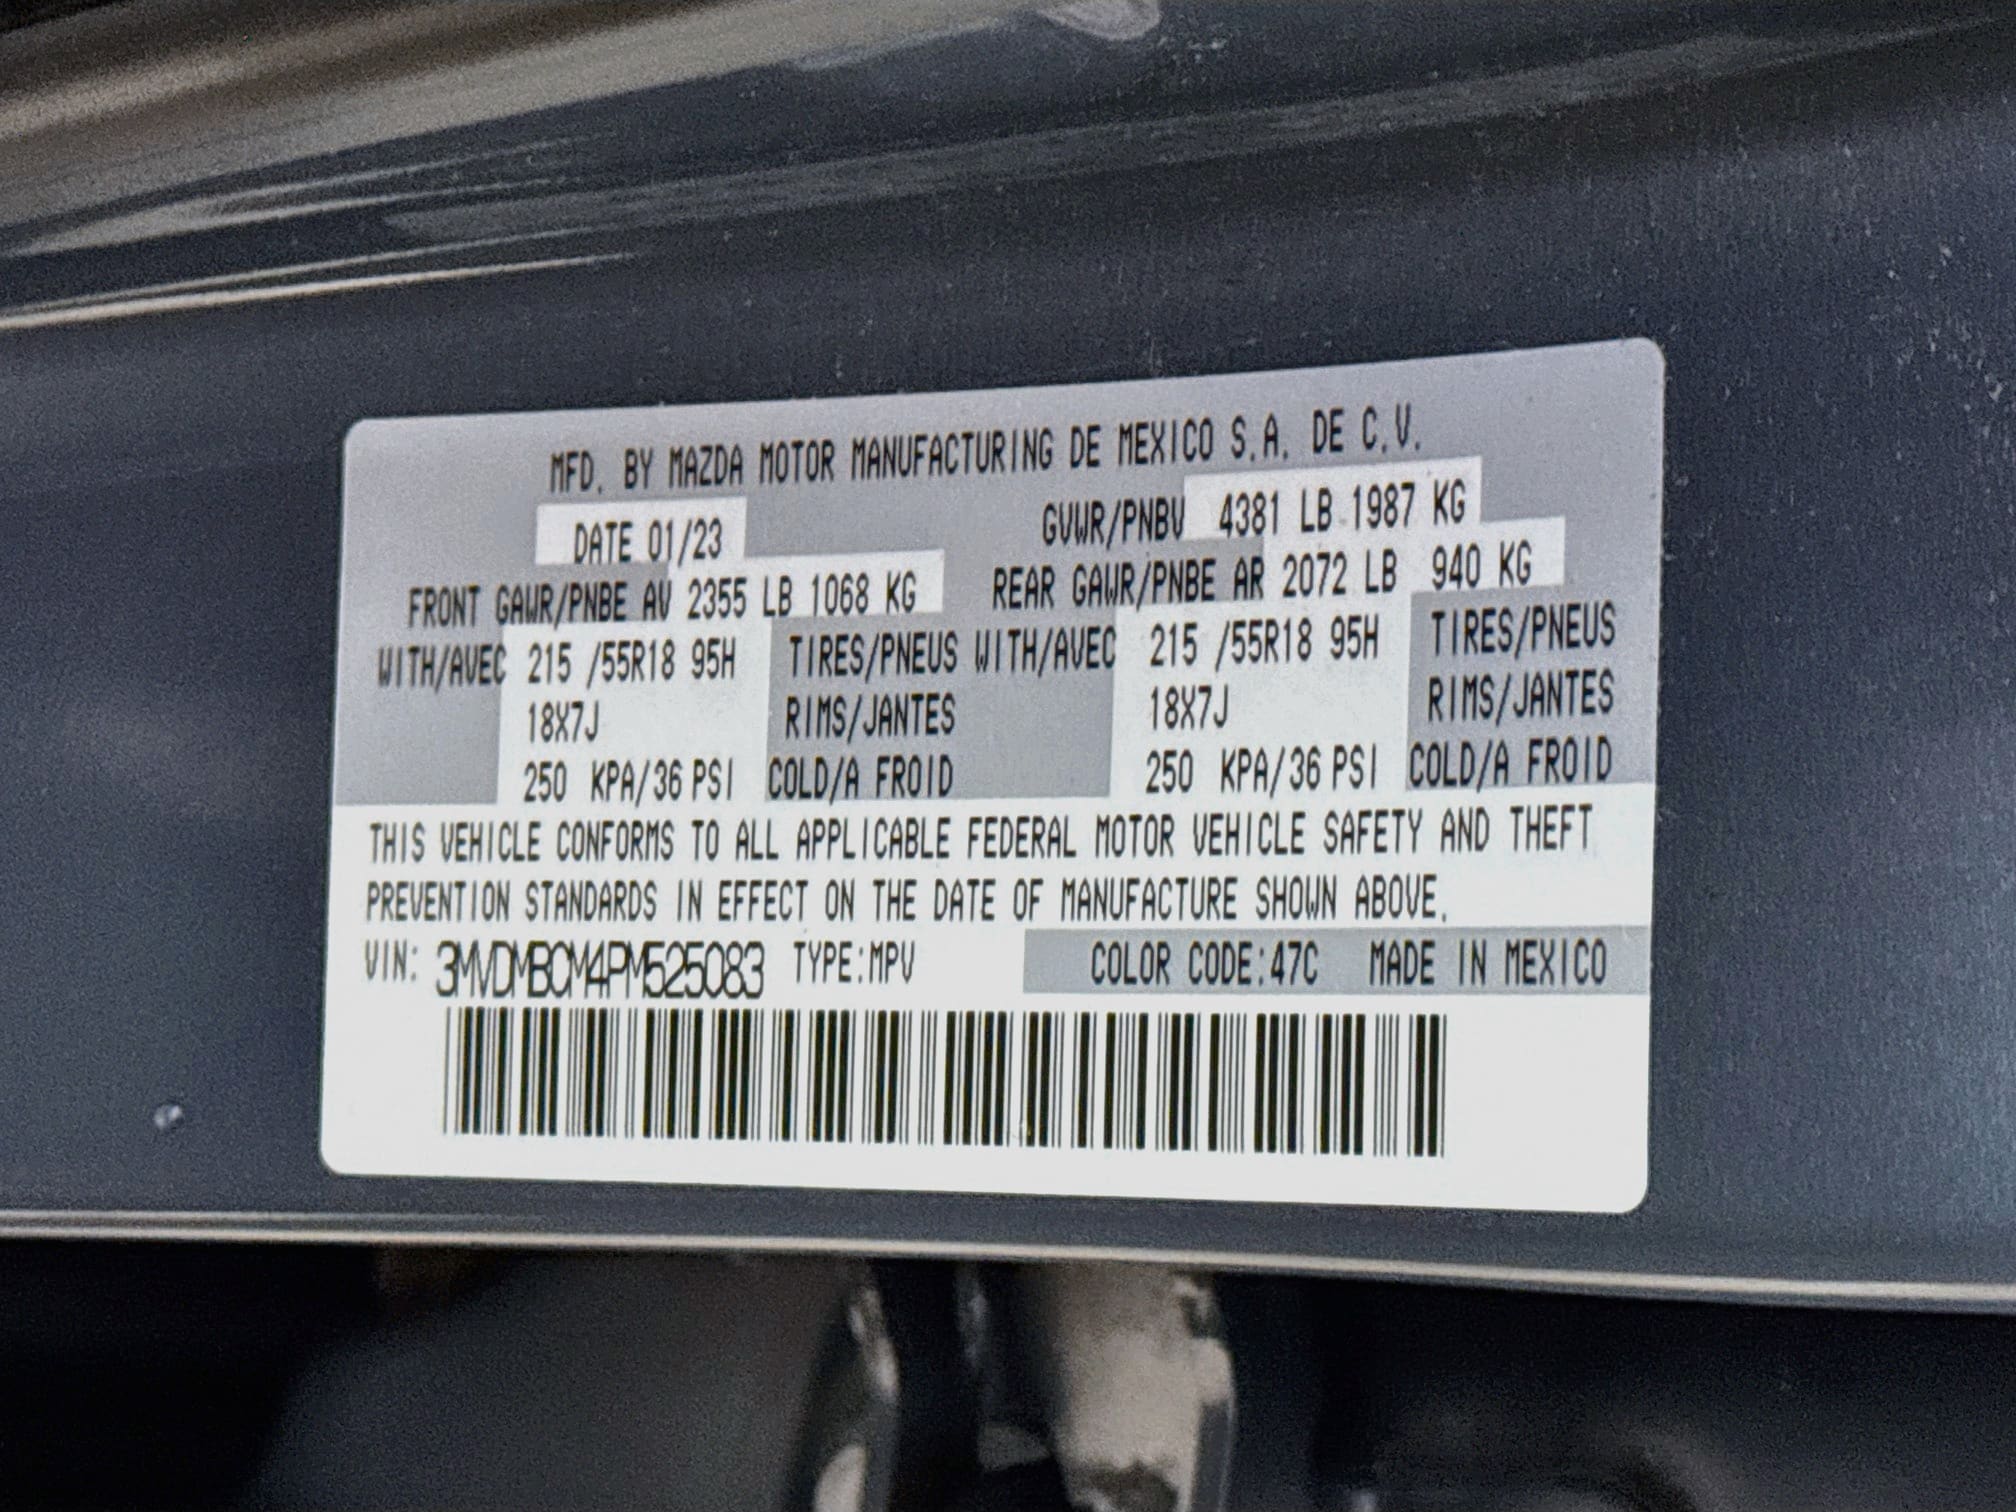 MFD. BY MAZDA MOTOR MANUFACTURING DE MEXICO S.A. DE C.V.
DATE 01/23 GVWR/PNBV 4381 LB 1987 KG
FRONT GAWR/PNBE AV 2355 LB 1068 KG REAR GAWR/PNBE AR 2072 LB 940 KG
WITH/AVEC 215 /55R18 95H TIRES/PNEUS WITH/AVEC 215 /55R18 95H TIRES/PNEUS
18X7J RIMS/JANTES 18X7J RIMS/JANTES
250 KPA/36 PSI COLD/A FROID 250 KPA/36 PSI COLD/A FROID
THIS VEHICLE CONFORMS TO ALL APPLICABLE FEDERAL MOTOR VEHICLE SAFETY AND THEFT
PREVENTION STANDARDS IN EFFECT ON THE DATE OF MANUFACTURE SHOWN ABOVE.
VIN: 3MVDMBCM4PM525083 TYPE:MPV COLOR CODE:47C MADE IN MEXICO